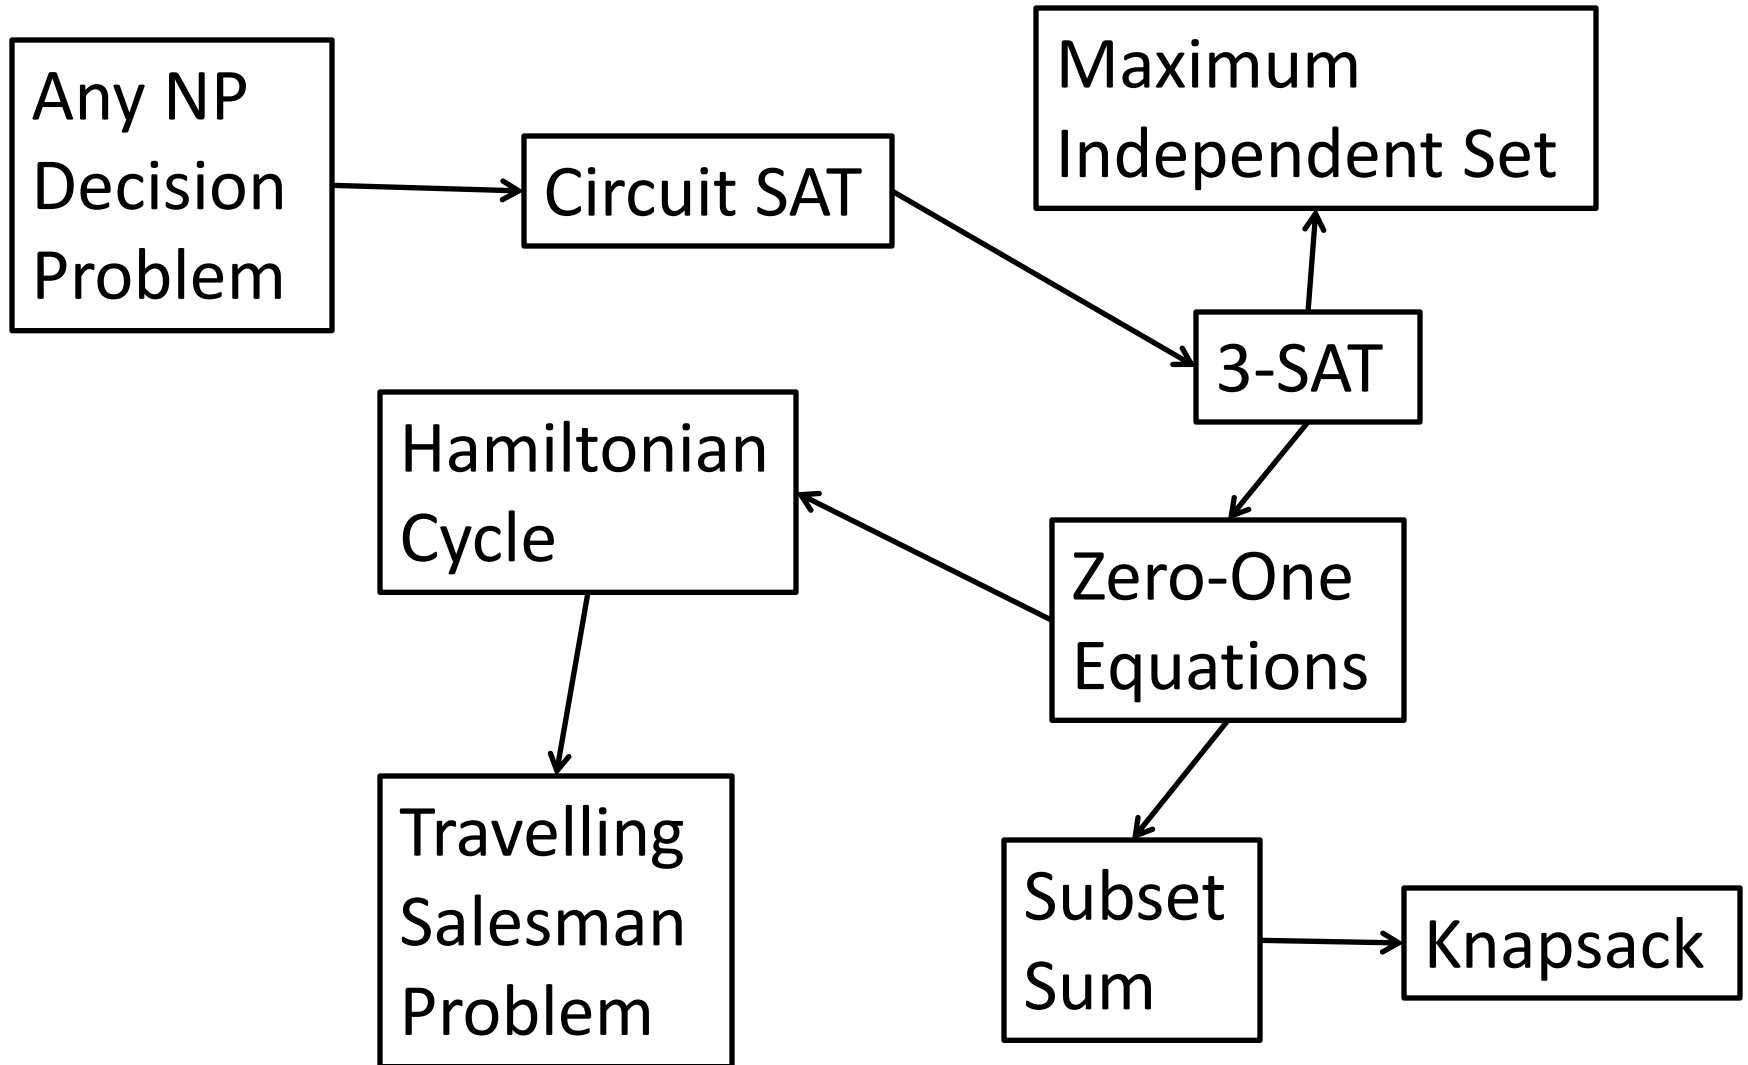 Any NP
Decision
Problem
Circuit SAT
Maximum
Independent Set
3-SAT
Hamiltonian
Cycle
Zero-One
Equations
Travelling
Salesman
Problem
Subset
Sum
Knapsack